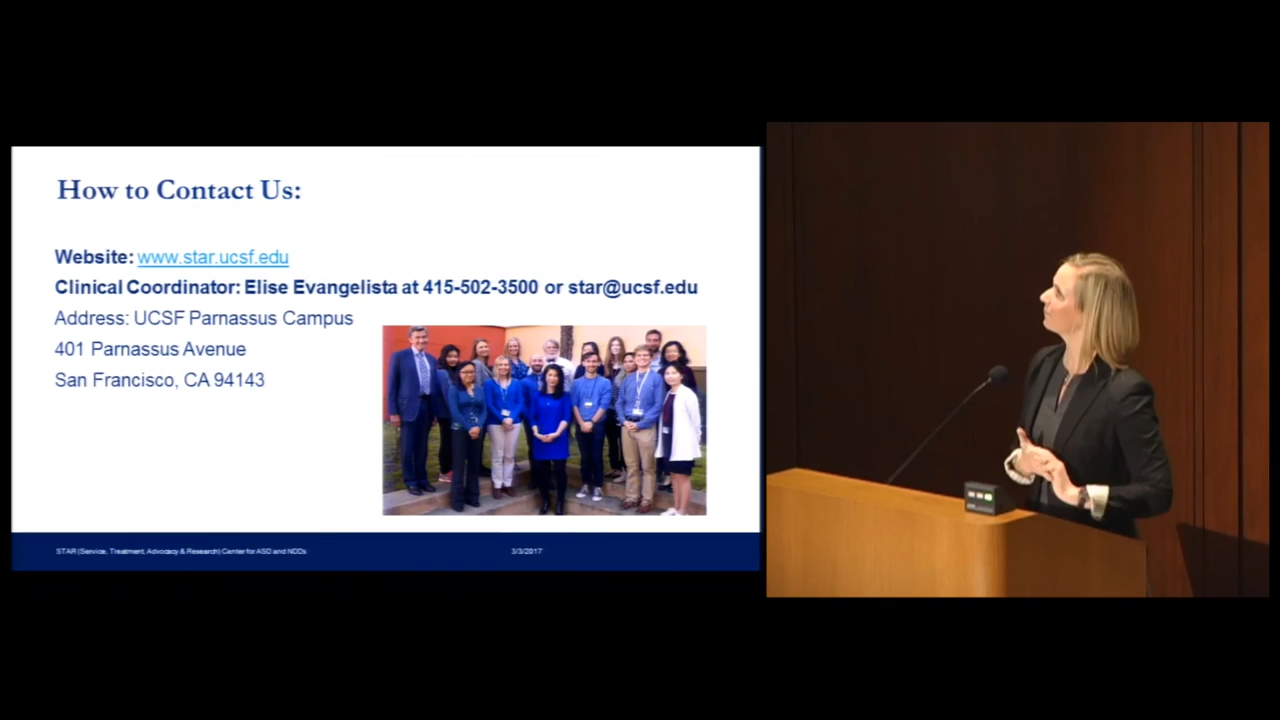 How to Contact Us:
Website: www.star.ucsf.edu
Clinical Coordinator: Elise Evangelista at 415-502-3500 or star@ucsf.edu
Address: UCSF Parnassus Campus
401 Parnassus Avenue
San Francisco, CA 94143
STAR (Service, Treatment, Advocacy & Research) Center for ASD and NDDs
3/3/2017